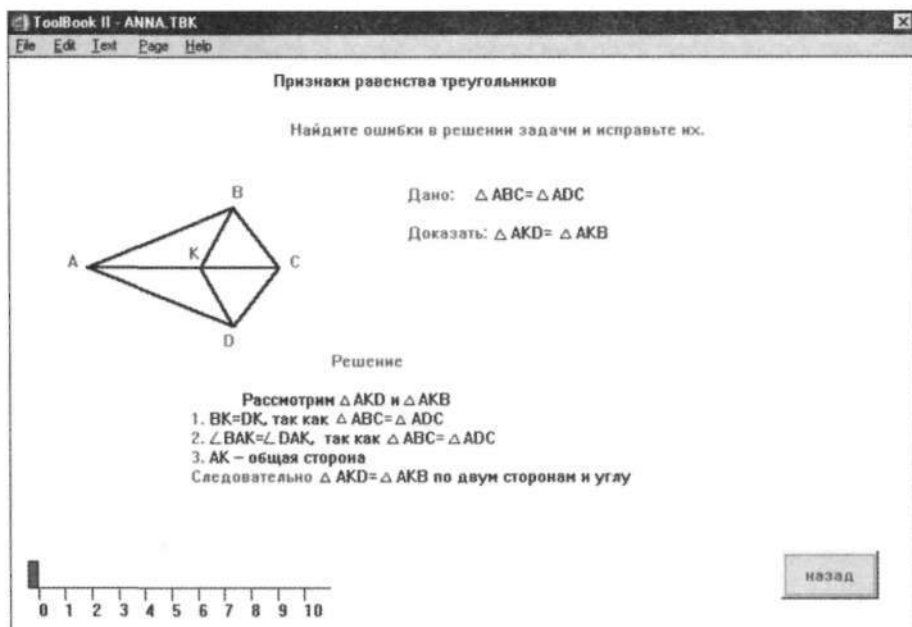 ToolBook II - ANNA.TBK
File Edit Text Page Help
Признаки равенства треугольников
Найдите ошибки в решении задачи и исправьте их.
Дано: △ ABC=△ ADC
Доказать: △ AKD= △ AKB
B
A
K
C
D
Решение
Рассмотрим △ AKD и △ AKB
1. BK=DK, так как △ ABC=△ ADC
2. ∠BAK=∠DAK, так как △ ABC= △ ADC
3. AK – общая сторона
Следовательно △ AKD=△ AKB по двум сторонам и углу
назад
0 1 2 3 4 5 6 7 8 9 10